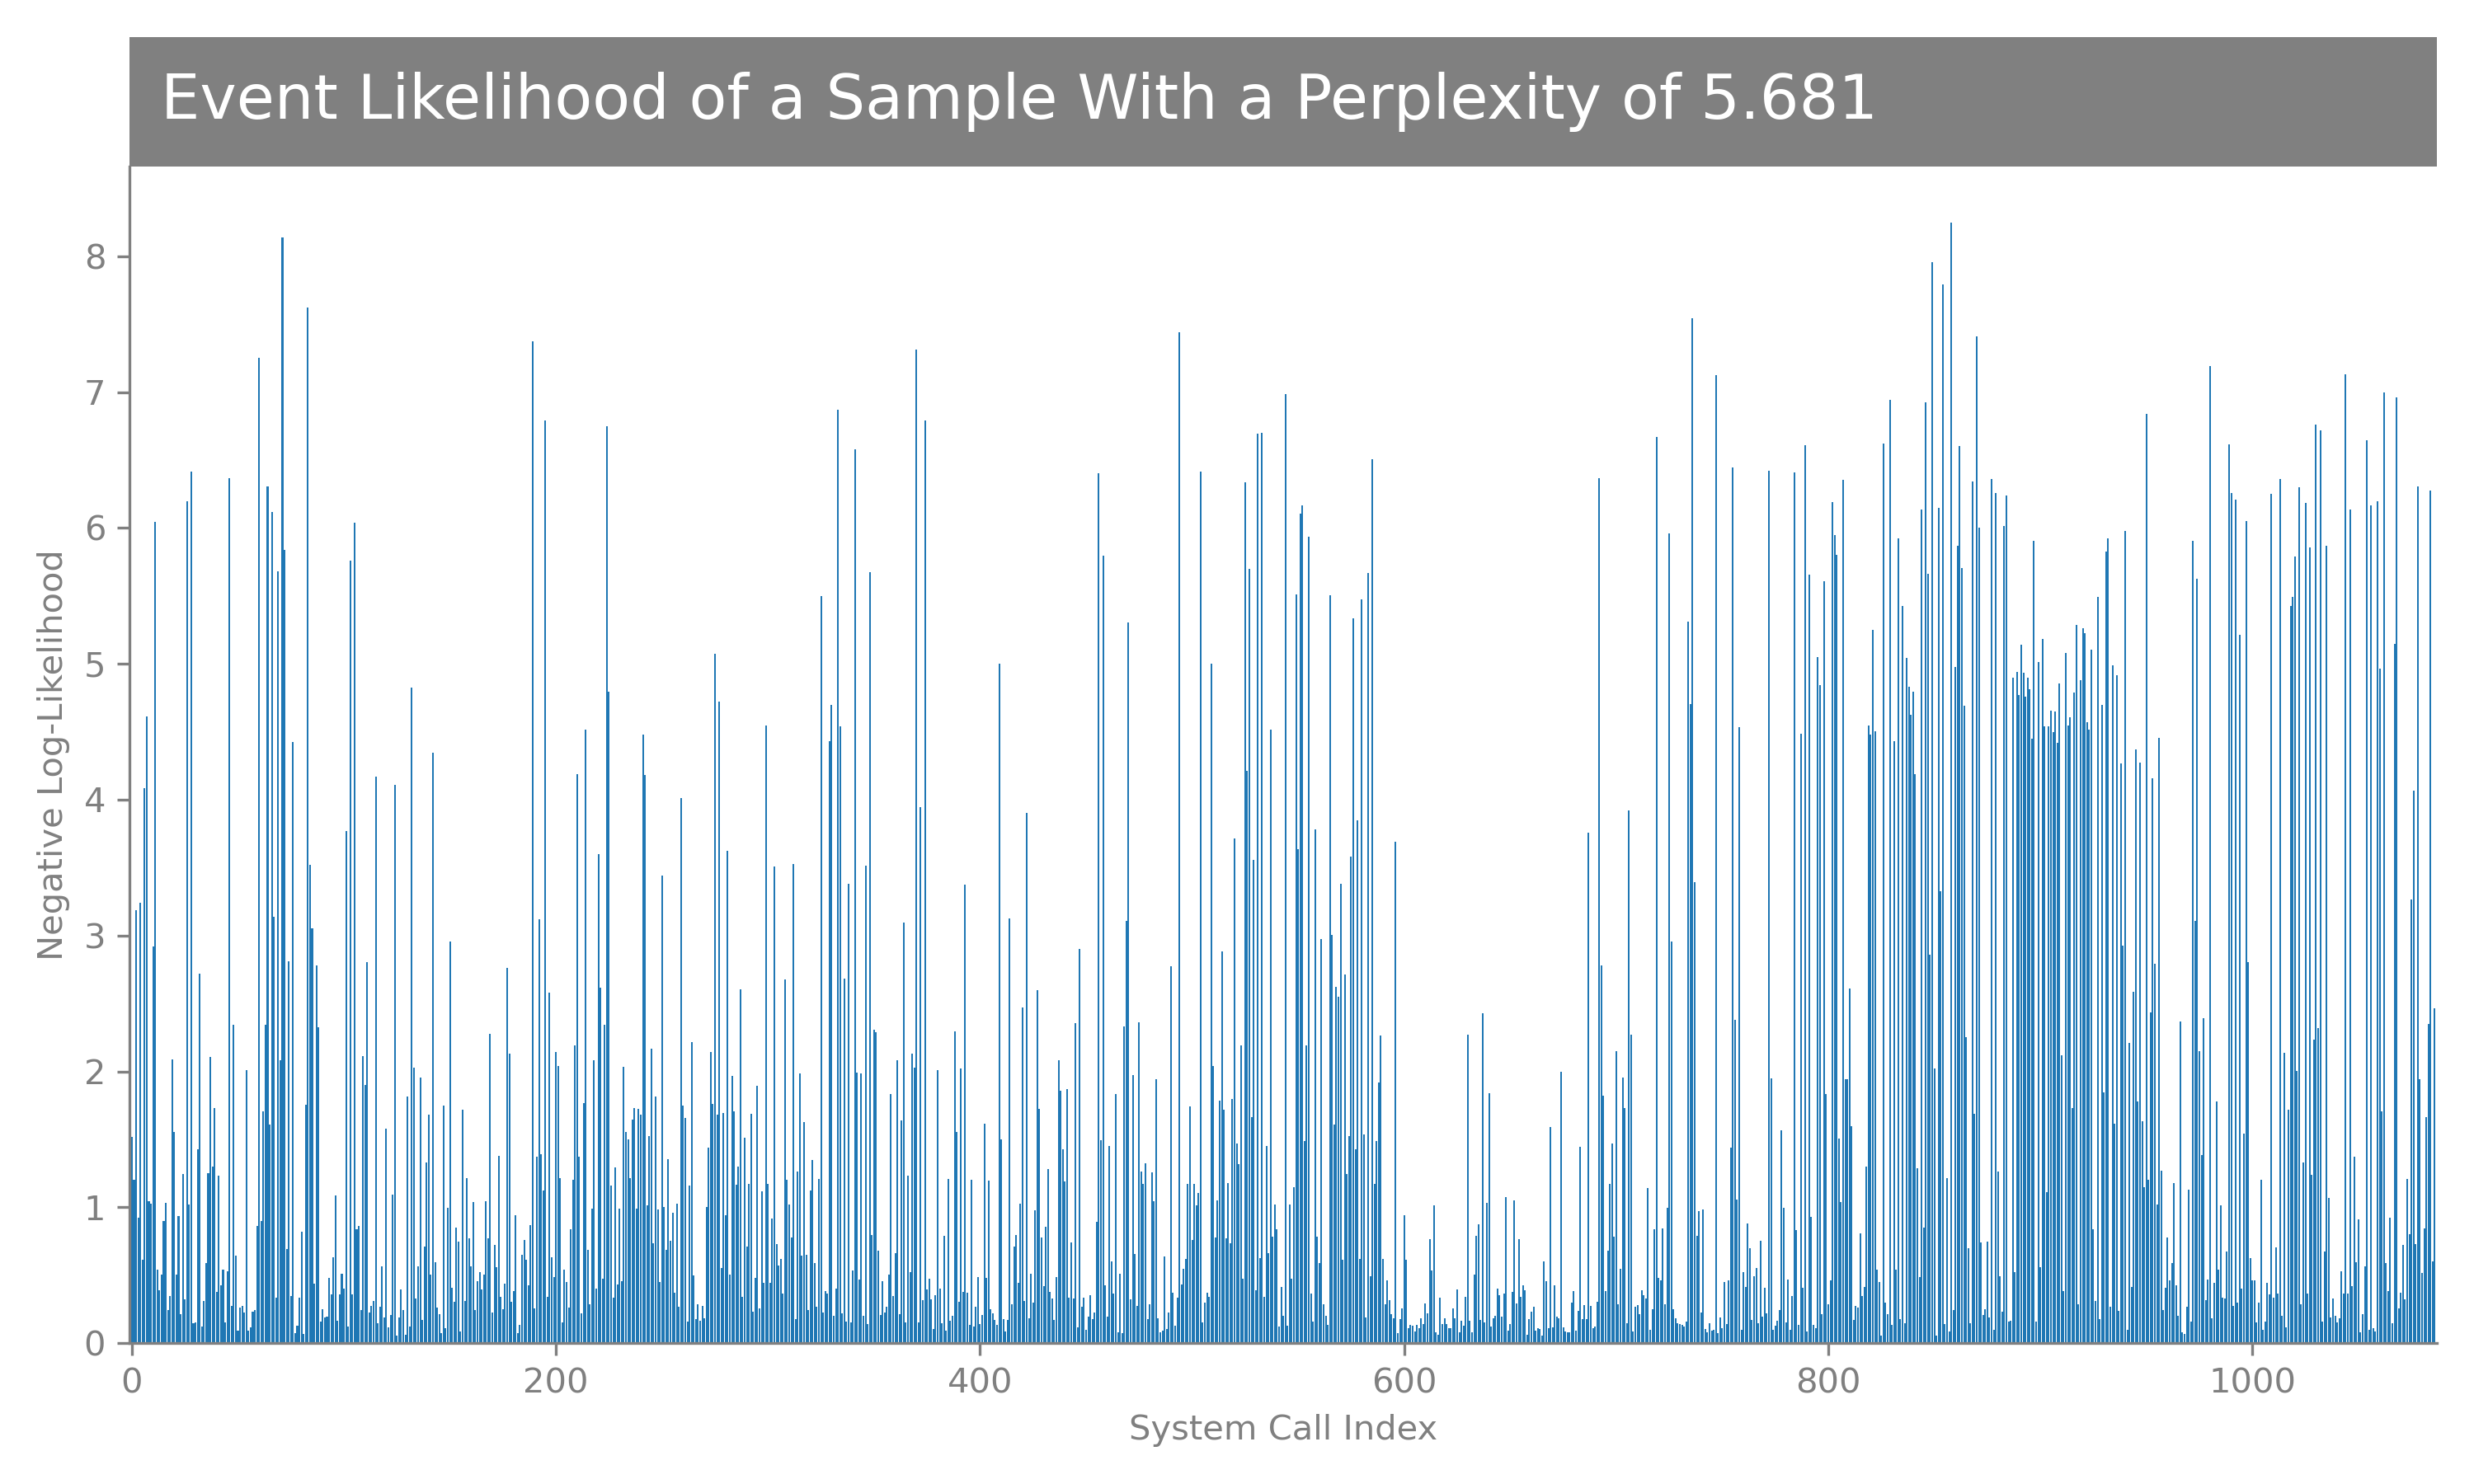 Event Likelihood of a Sample With a Perplexity of 5.681
8
7
6
5
4
3
2
1
0
Negative Log-Likelihood
0 200 400 600 800 1000
System Call Index